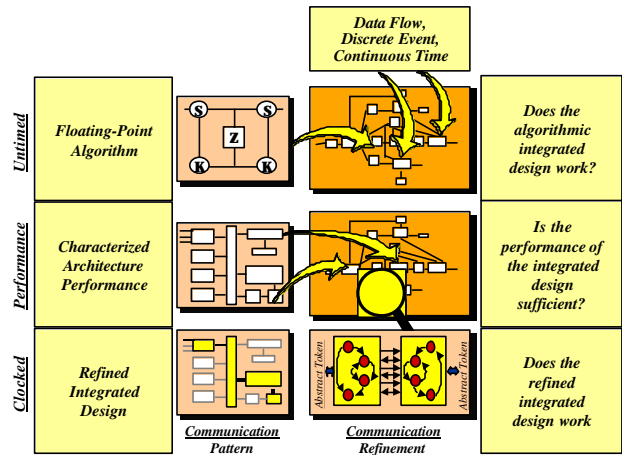 Data Flow,
Discrete Event,
Continuous Time
Untimed
Floating-Point
Algorithm
S
S
Z
K
K
Does the
algorithmic
integrated
design work?
Performance
Characterized
Architecture
Performance
Is the
performance of
the integrated
design
sufficient?
Clocked
Refined
Integrated
Design
Abstract Token
Abstract Token
Does the
refined
integrated
design work
Communication
Pattern
Communication
Refinement